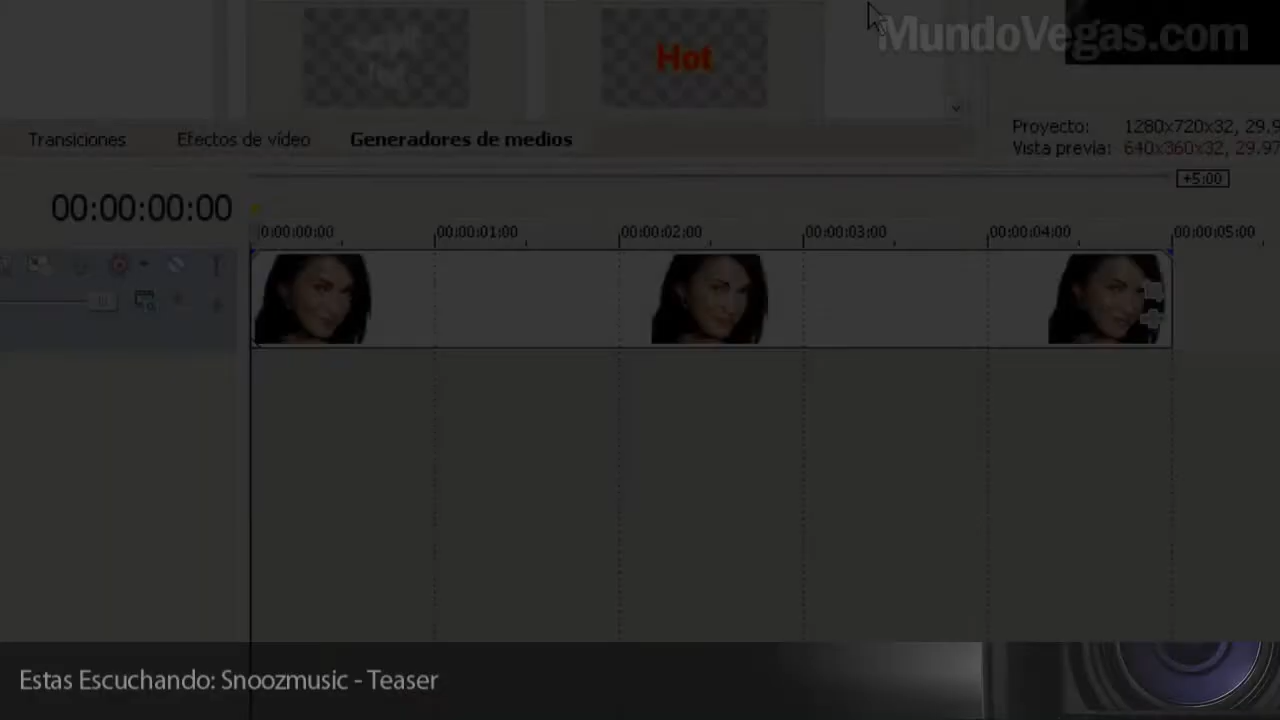 MundoVegas.com
Hot
Transiciones Efectos de vídeo Generadores de medios
Proyecto: 1280x720x32, 29.9
Vista previa: 640x360x32, 29.97
+5:00
00:00:00:00
00:00:00:00 00:00:01:00 00:00:02:00 00:00:03:00 00:00:04:00 00:00:05:00
Estas Escuchando: Snoozmusic - Teaser